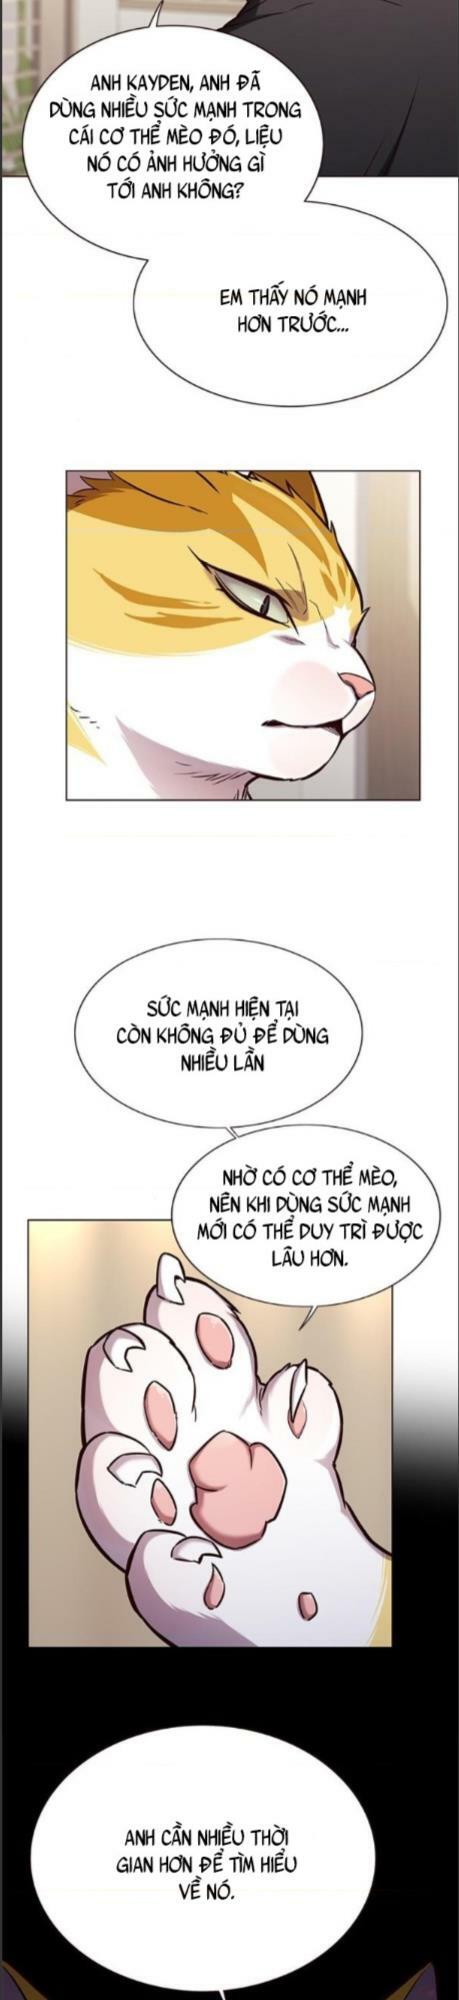 ANH KAYDEN, ANH ĐÃ
DÙNG NHIỀU SỨC MẠNH TRONG
CÁI CƠ THỂ MÈO ĐÓ, LIỆU
NÓ CÓ ẢNH HƯỞNG GÌ
TỚI ANH KHÔNG?
EM THẤY NÓ MẠNH
HƠN TRƯỚC...
SỨC MẠNH HIỆN TẠI
CÒN KHÔNG ĐỦ ĐỂ DÙNG
NHIỀU LẦN
NHỜ CÓ CƠ THỂ MÈO,
NÊN KHI DÙNG SỨC MẠNH
MỚI CÓ THỂ DUY TRÌ ĐƯỢC
LÂU HƠN.
ANH CẦN NHIỀU THỜI
GIAN HƠN ĐỂ TÌM HIỂU
VỀ NÓ.